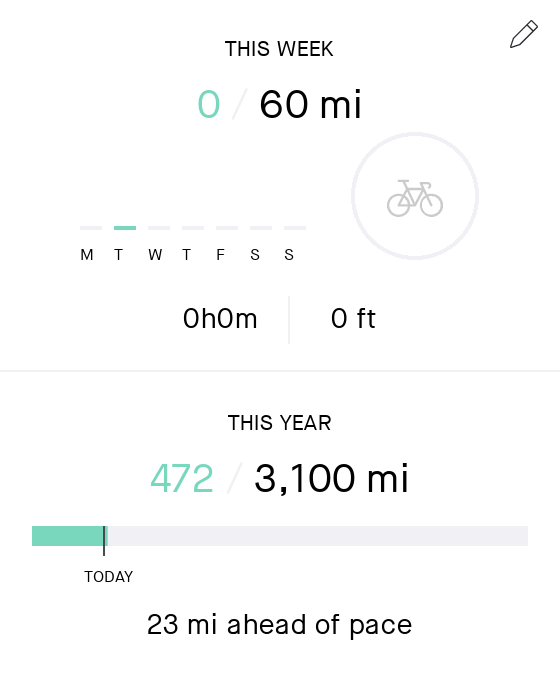 THIS WEEK
0 / 60 mi
M T W T F S S
0h0m 0 ft
THIS YEAR
472 / 3,100 mi
TODAY
23 mi ahead of pace